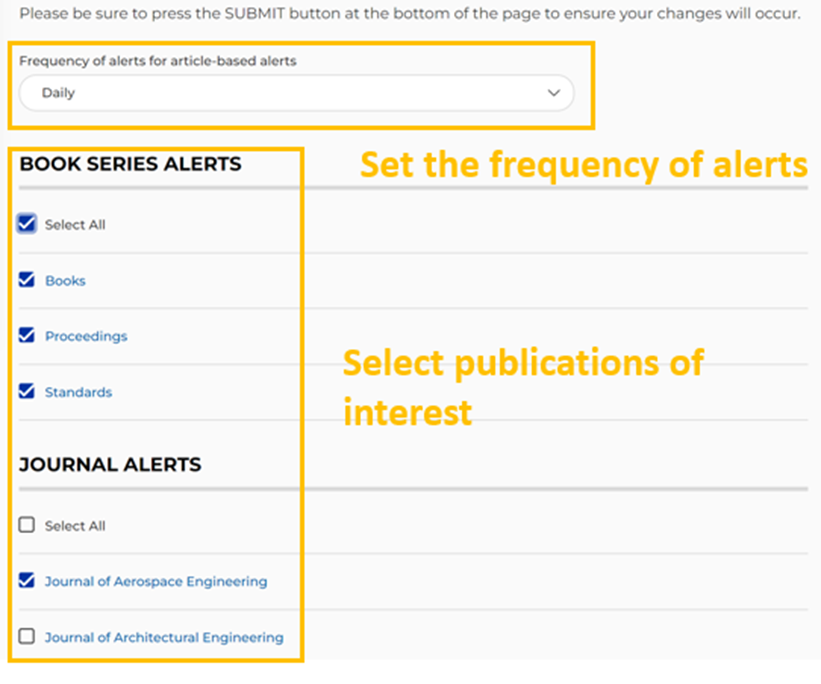 Please be sure to press the SUBMIT button at the bottom of the page to ensure your changes will occur.
Frequency of alerts for article-based alerts
Daily
BOOK SERIES ALERTS
Set the frequency of alerts
Select All
Books
Proceedings
Standards
Select publications of
interest
JOURNAL ALERTS
Select All
Journal of Aerospace Engineering
Journal of Architectural Engineering